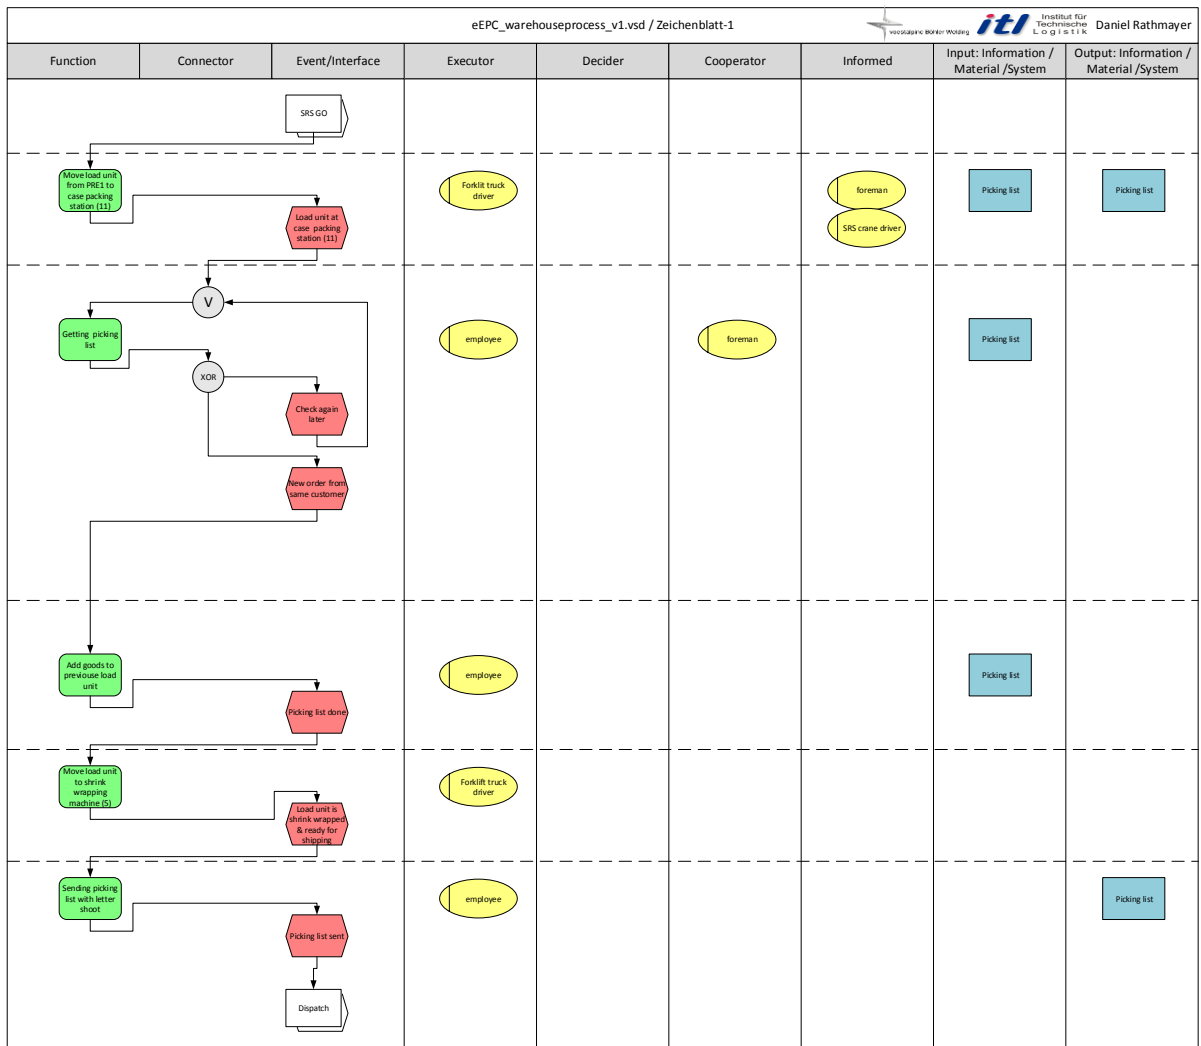 eEPC_warehouseprocess_v1.vsd / Zeichenblatt-1
voestalpine Böhler Welding
itl
Institut für
Technische
Logistik
Daniel Rathmayer
Function
Connector
Event/Interface
Executor
Decider
Cooperator
Informed
Input: Information /
Material /System
Output: Information /
Material /System
SRS GO
Move load unit
from PRE1 to
case packing
station (11)
Load unit at
case packing
station (11)
Forklit truck
driver
foreman
SRS crane driver
Picking list
Picking list
V
Getting picking
list
XOR
Check again
later
New order from
same customer
employee
foreman
Picking list
Add goods to
previouse load
unit
Picking list done
employee
Picking list
Move load unit
to shrink
wrapping
machine (5)
Load unit is
shrink wrapped
& ready for
shipping
Forklift truck
driver
Sending picking
list with letter
shoot
Picking list sent
employee
Picking list
Dispatch